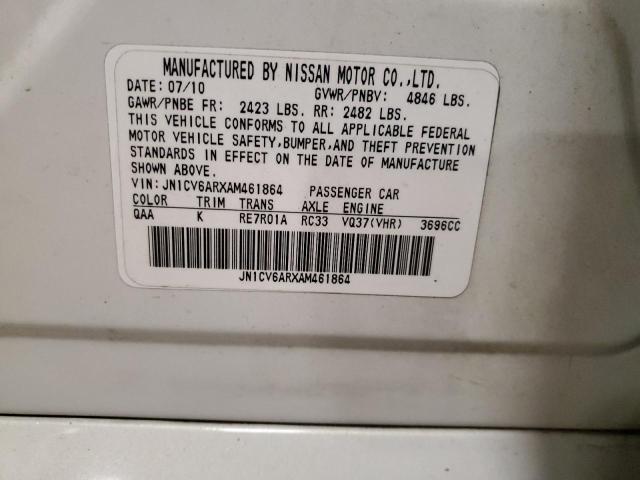 MANUFACTURED BY NISSAN MOTOR CO.,LTD.
DATE: 07/10 GVWR/PNBV: 4846 LBS.
GAWR/PNBE FR: 2423 LBS. RR: 2482 LBS.
THIS VEHICLE CONFORMS TO ALL APPLICABLE FEDERAL
MOTOR VEHICLE SAFETY,BUMPER,AND THEFT PREVENTION
STANDARDS IN EFFECT ON THE DATE OF MANUFACTURE
SHOWN ABOVE.
VIN: JN1CV6ARXAM461864 PASSENGER CAR
COLOR TRIM TRANS AXLE ENGINE
QAA K RE7R01A RC33 VQ37(VHR) 3696CC
JN1CV6ARXAM461864